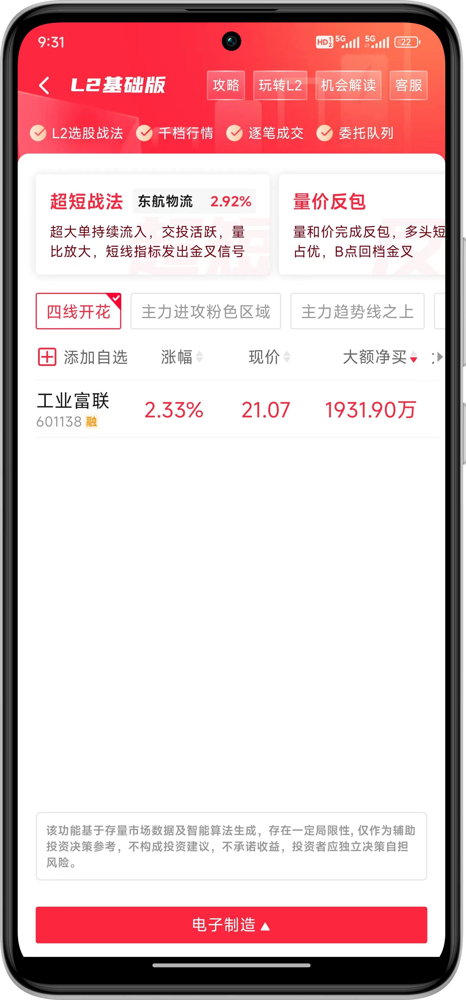 9:31
HD 1 2 5G 5G 22
L2基础版
攻略 玩转L2 机会解读 客服
L2选股战法 千档行情 逐笔成交 委托队列
超短战法 东航物流 2.92%
超大单持续流入，交投活跃，量
比放大，短线指标发出金叉信号
量价反包
量和价完成反包，多头短
占优，B点回档金叉
四线开花 主力进攻粉色区域 主力趋势线之上
添加自选 涨幅 现价 大额净买
工业富联 2.33% 21.07 1931.90万
601138 融
该功能基于存量市场数据及智能算法生成，存在一定局限性,仅作为辅助
投资决策参考，不构成投资建议，不承诺收益，投资者应独立决策自担
风险。
电子制造